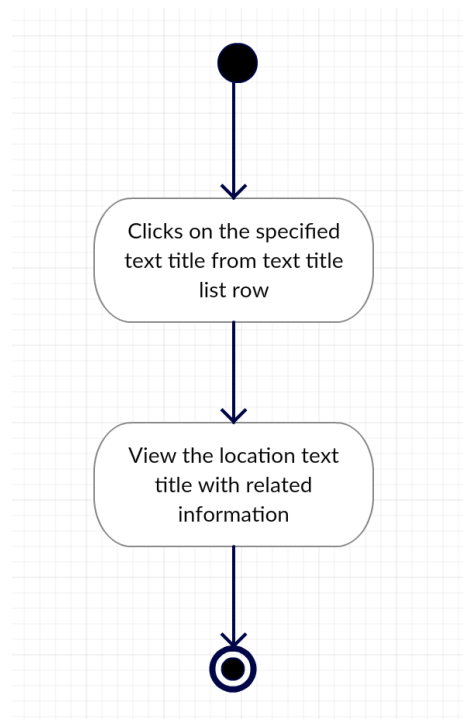 Clicks on the specified
text title from text title
list row
View the location text
title with related
information